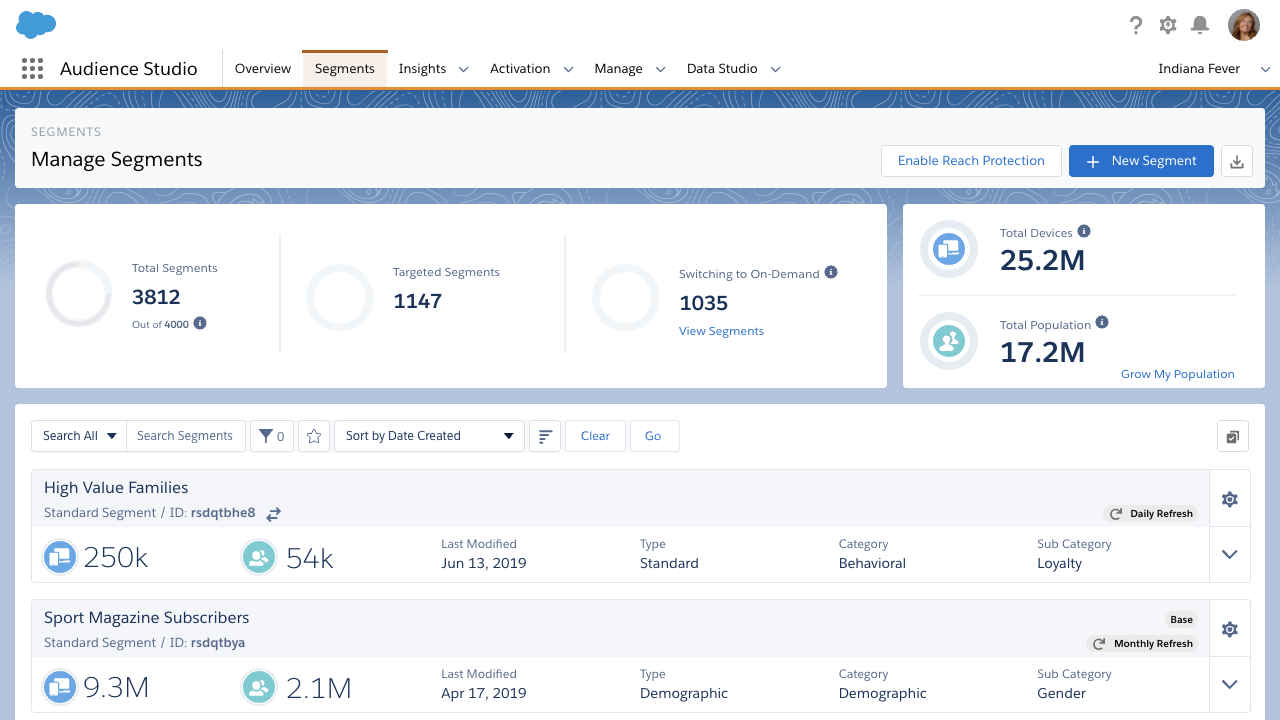 Audience Studio
Overview
Segments
Insights
Activation
Manage
Data Studio
Indiana Fever
SEGMENTS
Manage Segments
Enable Reach Protection
New Segment
Total Segments
3812
Out of 4000
Targeted Segments
1147
Switching to On-Demand
1035
View Segments
Total Devices
25.2M
Total Population
17.2M
Grow My Population
Search All
Search Segments
0
Sort by Date Created
Clear
Go
High Value Families
Standard Segment / ID: rsdqtbhe8
Daily Refresh
250k
54k
Last Modified
Jun 13, 2019
Type
Standard
Category
Behavioral
Sub Category
Loyalty
Sport Magazine Subscribers
Base
Standard Segment / ID: rsdqtbya
Monthly Refresh
9.3M
2.1M
Last Modified
Apr 17, 2019
Type
Demographic
Category
Demographic
Sub Category
Gender